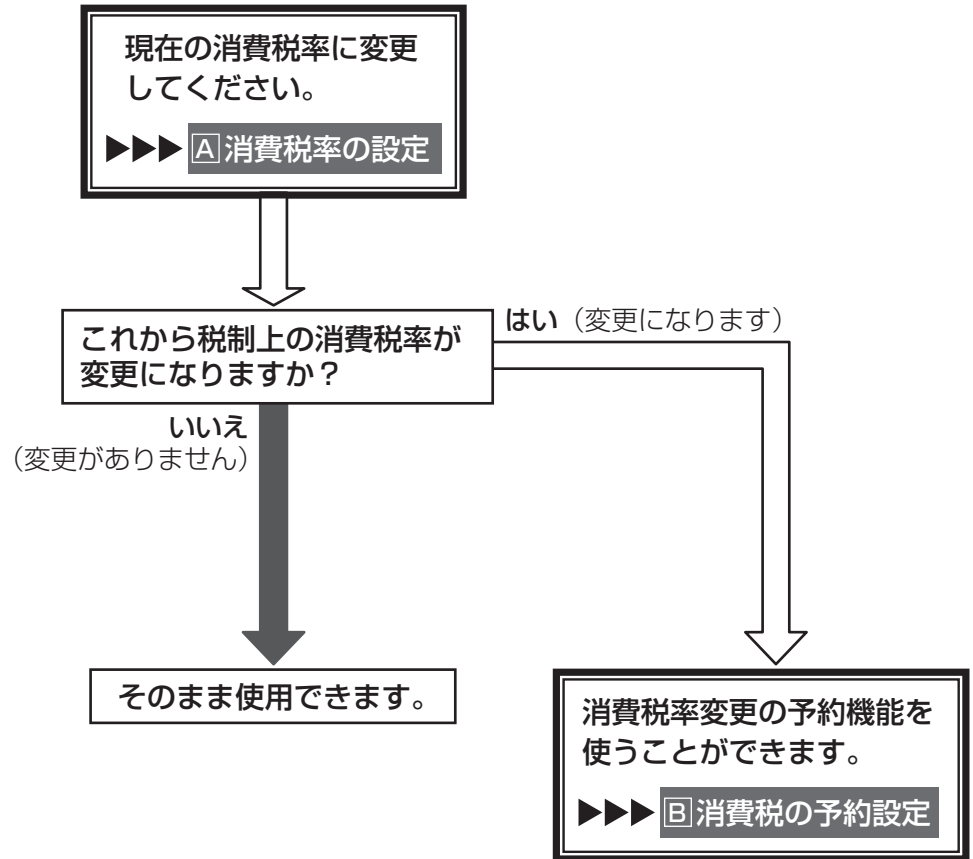 現在の消費税率に変更
してください。
▶▶▶ A 消費税率の設定
これから税制上の消費税率が
変更になりますか？
はい（変更になります）
いいえ
（変更がありません）
そのまま使用できます。
消費税率変更の予約機能を
使うことができます。
▶▶▶ B 消費税の予約設定